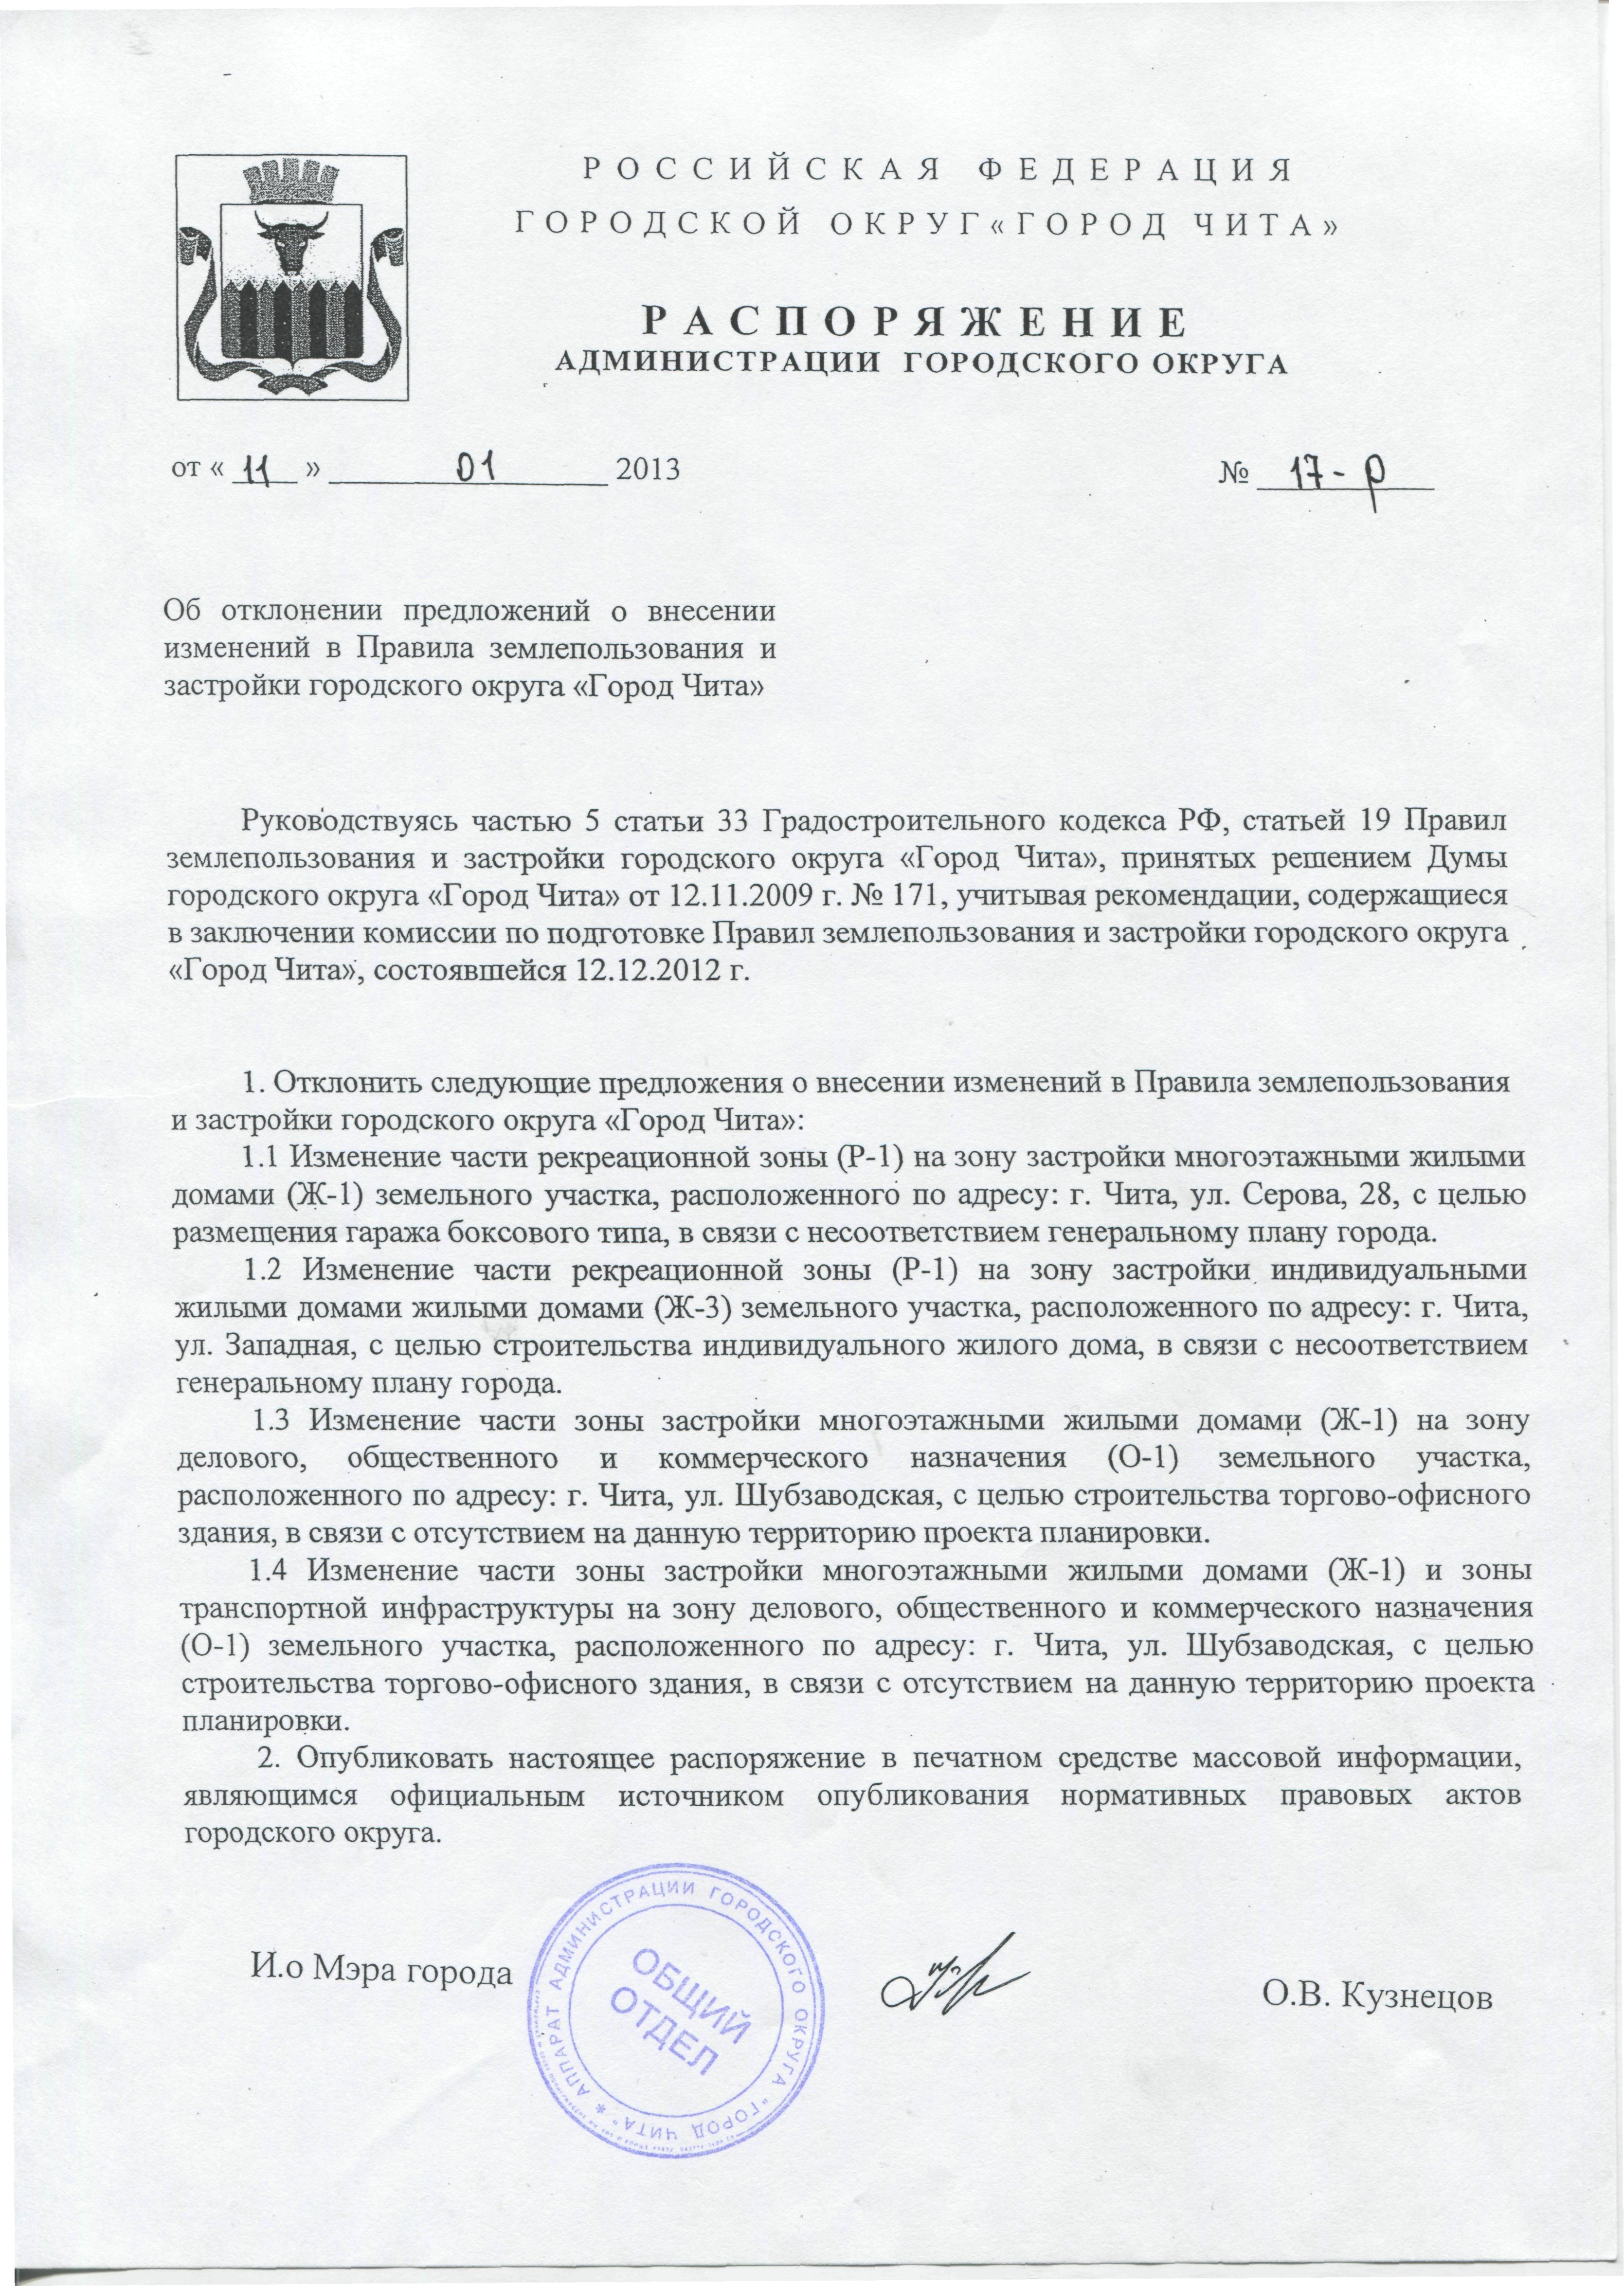 РОССИЙСКАЯ ФЕДЕРАЦИЯ
ГОРОДСКОЙ ОКРУГ«ГОРОД ЧИТА»
РАСПОРЯЖЕНИЕ
АДМИНИСТРАЦИИ ГОРОДСКОГО ОКРУГА
от « 11 » 01 2013 № 17-р
Об отклонении предложений о внесении
изменений в Правила землепользования и
застройки городского округа «Город Чита»
Руководствуясь частью 5 статьи 33 Градостроительного кодекса РФ, статьей 19 Правил
землепользования и застройки городского округа «Город Чита», принятых решением Думы
городского округа «Город Чита» от 12.11.2009 г. № 171, учитывая рекомендации, содержащиеся
в заключении комиссии по подготовке Правил землепользования и застройки городского округа
«Город Чита», состоявшейся 12.12.2012 г.
1. Отклонить следующие предложения о внесении изменений в Правила землепользования
и застройки городского округа «Город Чита»:
1.1 Изменение части рекреационной зоны (Р-1) на зону застройки многоэтажными жилыми
домами (Ж-1) земельного участка, расположенного по адресу: г. Чита, ул. Серова, 28, с целью
размещения гаража боксового типа, в связи с несоответствием генеральному плану города.
1.2 Изменение части рекреационной зоны (Р-1) на зону застройки индивидуальными
жилыми домами жилыми домами (Ж-3) земельного участка, расположенного по адресу: г. Чита,
ул. Западная, с целью строительства индивидуального жилого дома, в связи с несоответствием
генеральному плану города.
1.3 Изменение части зоны застройки многоэтажными жилыми домами (Ж-1) на зону
делового, общественного и коммерческого назначения (О-1) земельного участка,
расположенного по адресу: г. Чита, ул. Шубзаводская, с целью строительства торгово-офисного
здания, в связи с отсутствием на данную территорию проекта планировки.
1.4 Изменение части зоны застройки многоэтажными жилыми домами (Ж-1) и зоны
транспортной инфраструктуры на зону делового, общественного и коммерческого назначения
(О-1) земельного участка, расположенного по адресу: г. Чита, ул. Шубзаводская, с целью
строительства торгово-офисного здания, в связи с отсутствием на данную территорию проекта
планировки.
2. Опубликовать настоящее распоряжение в печатном средстве массовой информации,
являющимся официальным источником опубликования нормативных правовых актов
городского округа.
И.о Мэра города
О.В. Кузнецов
* АППАРАТ АДМИНИСТРАЦИИ ГОРОДСКОГО ОКРУГА "ГОРОД ЧИТА"
ОБЩИЙ
ОТДЕЛ